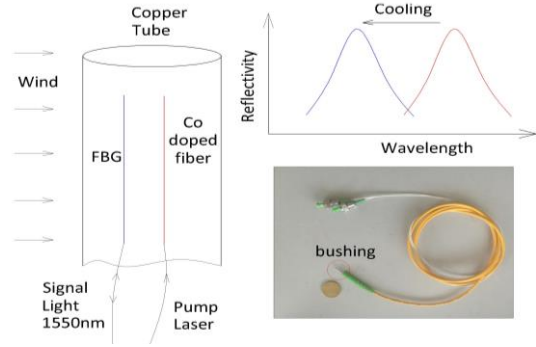 Copper
Tube
Wind
FBG
Co
doped
fiber
Signal
Light
1550nm
Pump
Laser
Cooling
Reflectivity
Wavelength
bushing